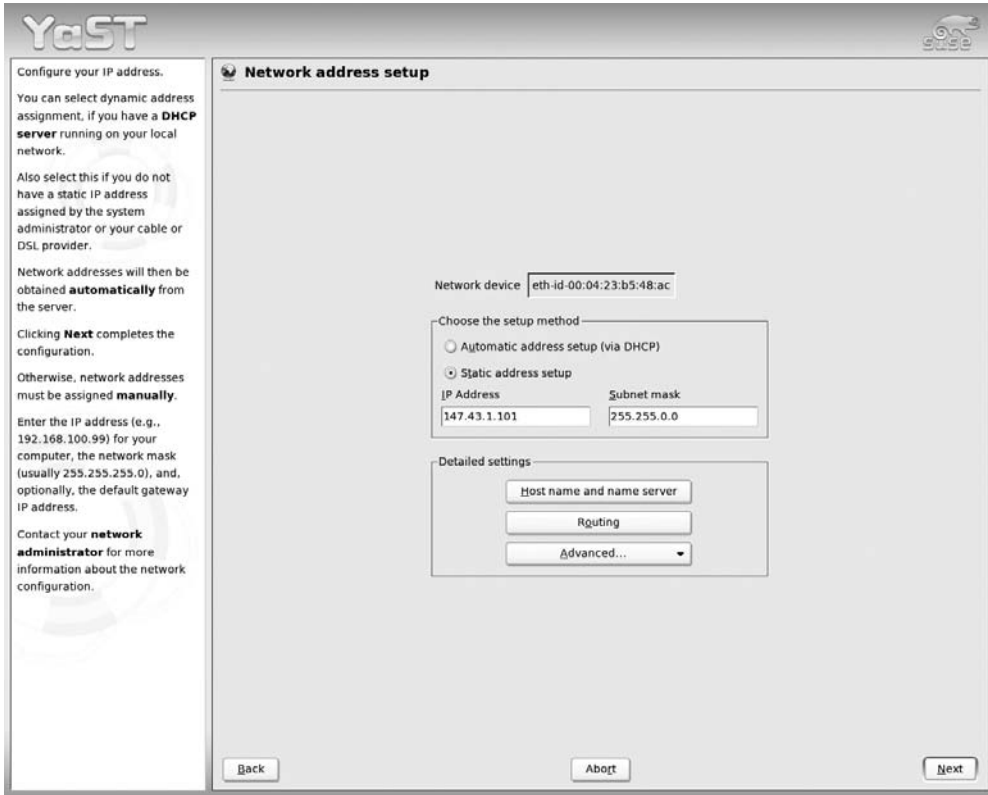 YaST
SUSE
Configure your IP address.
You can select dynamic address
assignment, if you have a DHCP
server running on your local
network.
Also select this if you do not
have a static IP address
assigned by the system
administrator or your cable or
DSL provider.
Network addresses will then be
obtained automatically from
the server.
Clicking Next completes the
configuration.
Otherwise, network addresses
must be assigned manually.
Enter the IP address (e.g.,
192.168.100.99) for your
computer, the network mask
(usually 255.255.255.0), and,
optionally, the default gateway
IP address.
Contact your network
administrator for more
information about the network
configuration.
Network address setup
Network device eth-id-00:04:23:b5:48:ac
Choose the setup method
Automatic address setup (via DHCP)
Static address setup
IP Address Subnet mask
147.43.1.101 255.255.0.0
Detailed settings
Host name and name server
Routing
Advanced...
Back Abort Next